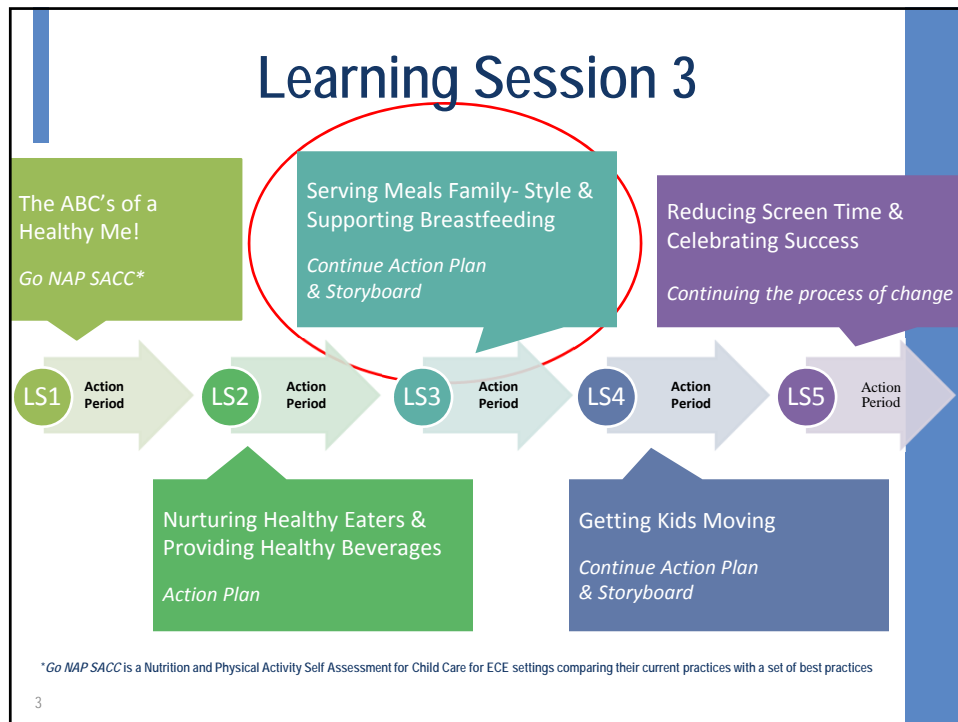 Learning Session 3
The ABC's of a
Healthy Me!
Go NAP SACC*
Serving Meals Family- Style &
Supporting Breastfeeding
Continue Action Plan
& Storyboard
Reducing Screen Time &
Celebrating Success
Continuing the process of change
LS1
Action
Period
LS2
Action
Period
LS3
Action
Period
LS4
Action
Period
LS5
Action
Period
Nurturing Healthy Eaters &
Providing Healthy Beverages
Action Plan
Getting Kids Moving
Continue Action Plan
& Storyboard
*Go NAP SACC is a Nutrition and Physical Activity Self Assessment for Child Care for ECE settings comparing their current practices with a set of best practices
3